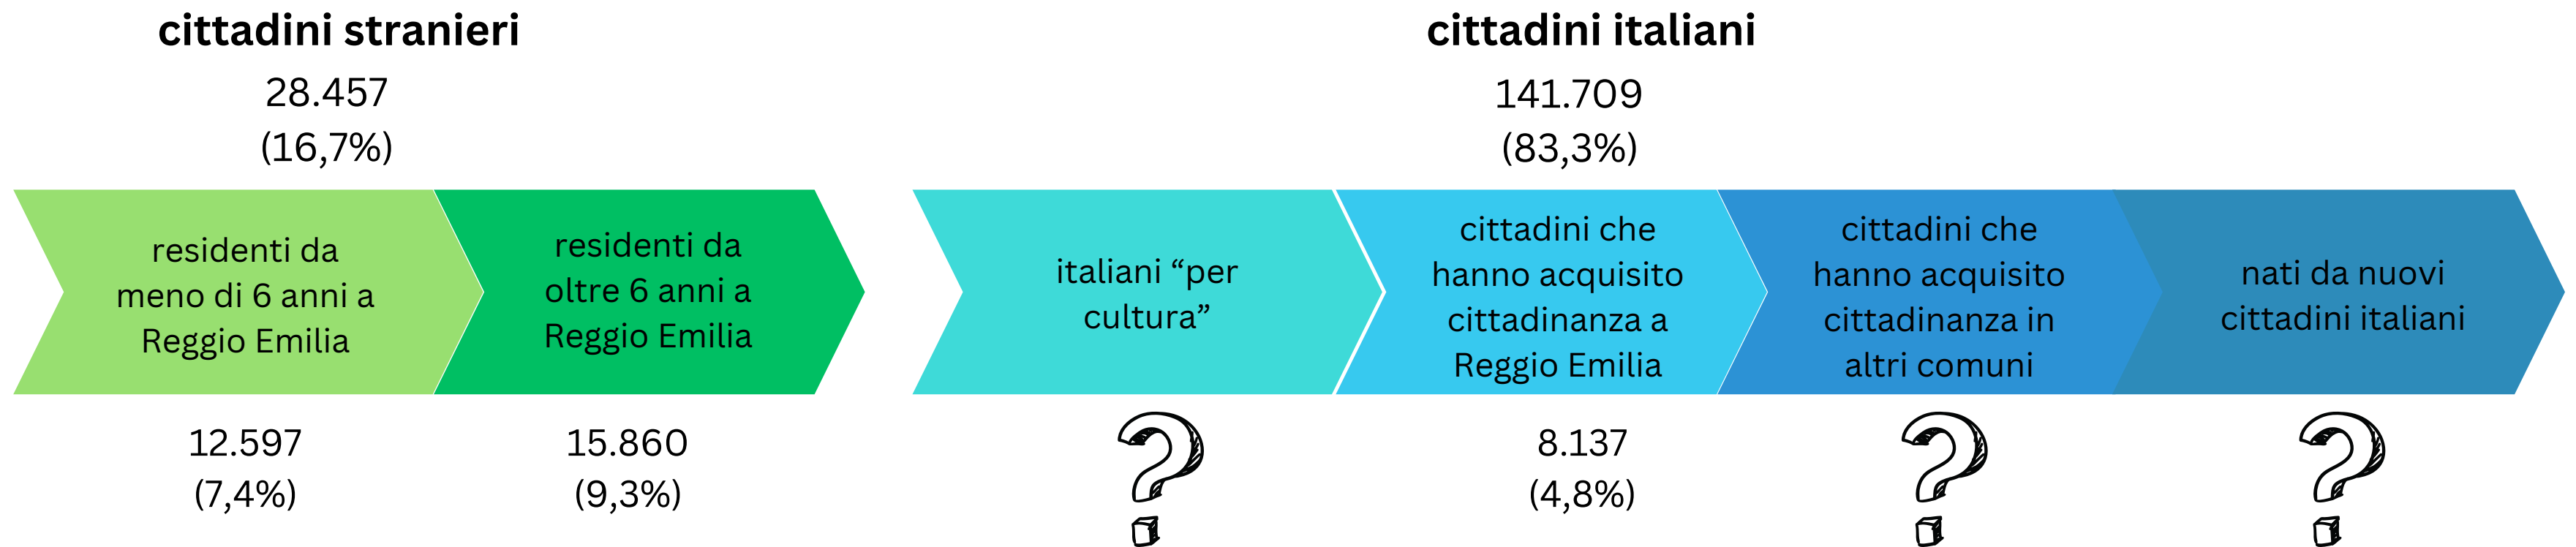 cittadini stranieri
28.457
(16,7%)
cittadini italiani
141.709
(83,3%)
residenti da
meno di 6 anni a
Reggio Emilia
residenti da
oltre 6 anni a
Reggio Emilia
italiani “per
cultura”
cittadini che
hanno acquisito
cittadinanza a
Reggio Emilia
cittadini che
hanno acquisito
cittadinanza in
altri comuni
nati da nuovi
cittadini italiani
12.597
(7,4%)
15.860
(9,3%)
?
8.137
(4,8%)
?
?